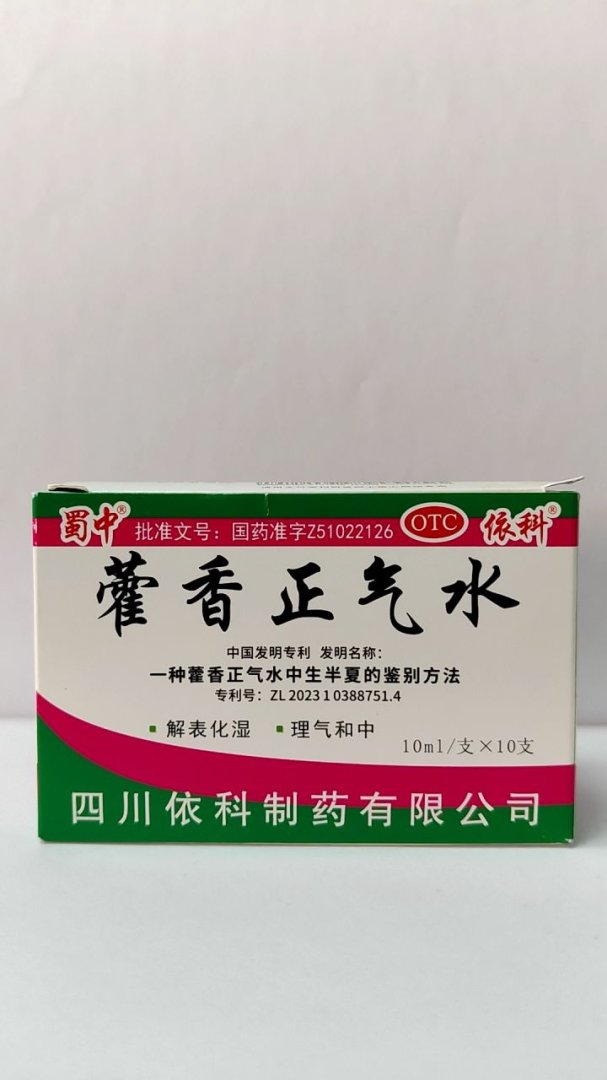 蜀中® 批准文号：国药准字Z51022126 OTC 依科®
藿香正气水
中国发明专利 发明名称：
一种藿香正气水中生半夏的鉴别方法
专利号：ZL 2023 1 0388751.4
▪ 解表化湿 ▪ 理气和中
10ml/支×10支
四川依科制药有限公司